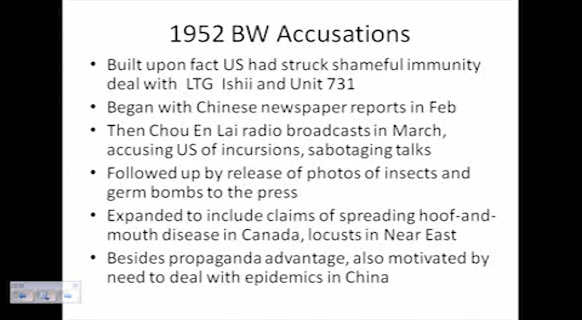 1952 BW Accusations
• Built upon fact US had struck shameful immunity
deal with LTG Ishii and Unit 731
• Began with Chinese newspaper reports in Feb
• Then Chou En Lai radio broadcasts in March,
accusing US of incursions, sabotaging talks
• Followed up by release of photos of insects and
germ bombs to the press
• Expanded to include claims of spreading hoof-and-
mouth disease in Canada, locusts in Near East
• Besides propaganda advantage, also motivated by
need to deal with epidemics in China